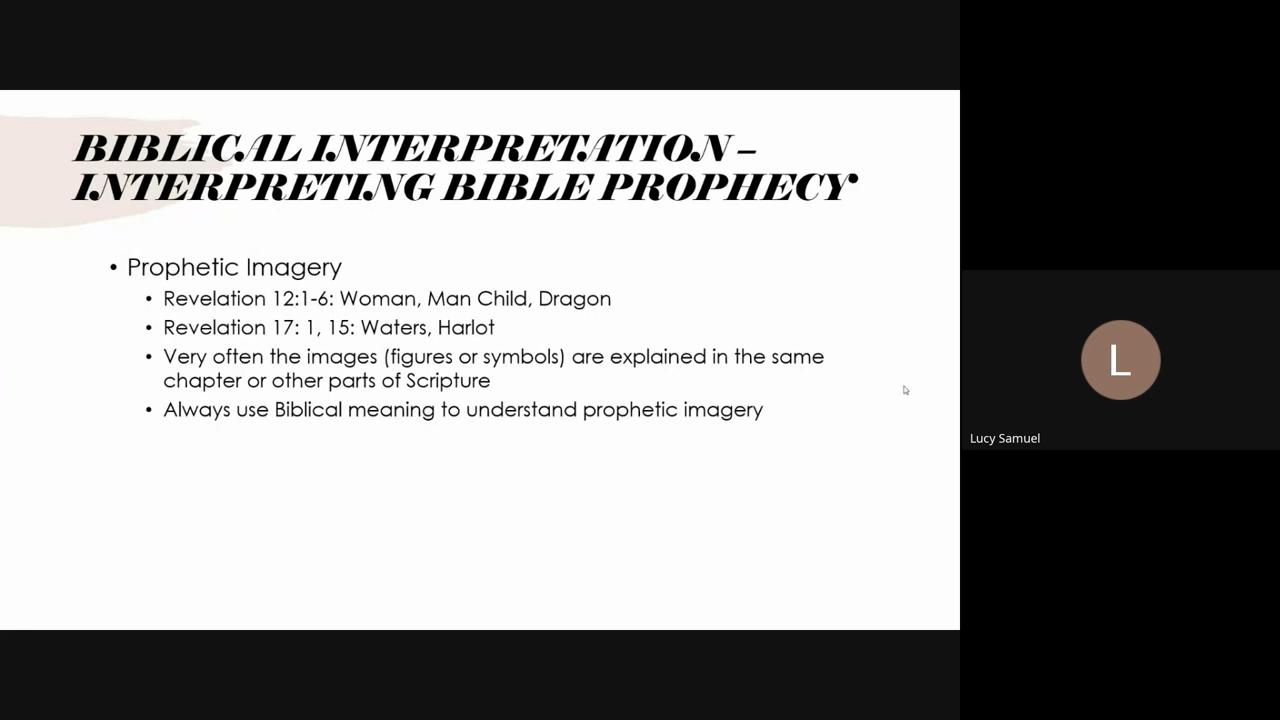 BIBLICAL INTERPRETATION –
INTERPRETING BIBLE PROPHECY
• Prophetic Imagery
• Revelation 12:1-6: Woman, Man Child, Dragon
• Revelation 17: 1, 15: Waters, Harlot
• Very often the images (figures or symbols) are explained in the same
chapter or other parts of Scripture
• Always use Biblical meaning to understand prophetic imagery
L
Lucy Samuel